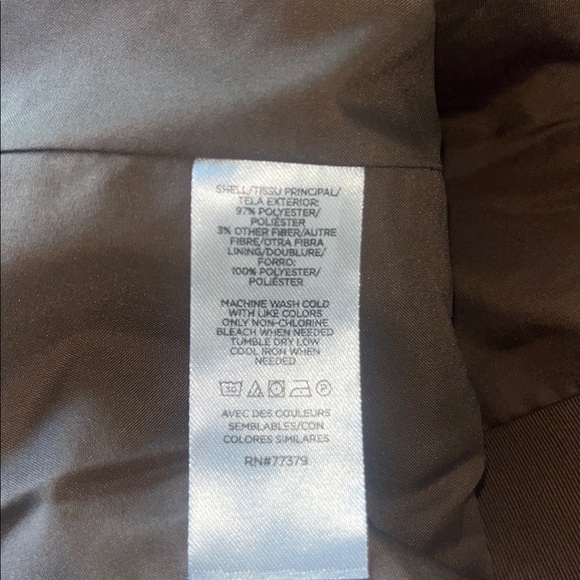 SHELL/TISSU PRINCIPAL/
TELA EXTERIOR:
97% POLYESTER/
POLIÉSTER
3% OTHER FIBER/AUTRE
FIBRE/OTRA FIBRA
LINING/DOUBLURE/
FORRO:
100% POLYESTER/
POLIÉSTER
MACHINE WASH COLD
WITH LIKE COLORS
ONLY NON-CHLORINE
BLEACH WHEN NEEDED
TUMBLE DRY LOW
COOL IRON WHEN
NEEDED
30 P
AVEC DES COULEURS
SEMBLABLES/CON
COLORES SIMILARES
RN#77379